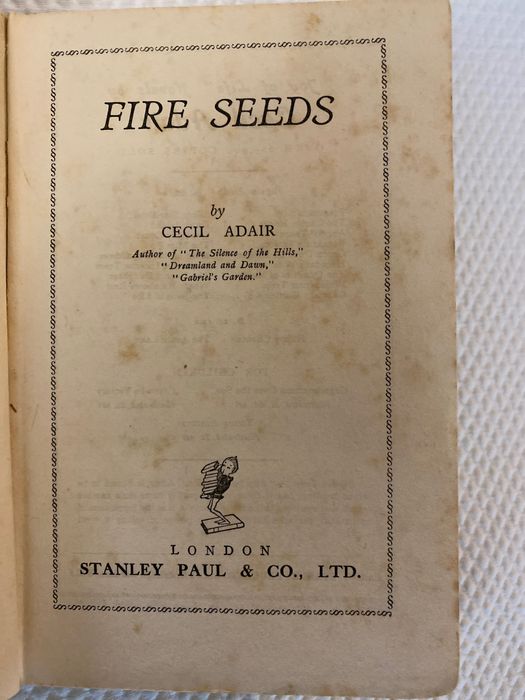 FIRE SEEDS
by
CECIL ADAIR
Author of "The Silence of the Hills,"
"Dreamland and Dawn,"
"Gabriel's Garden."
LONDON
STANLEY PAUL & CO., LTD.